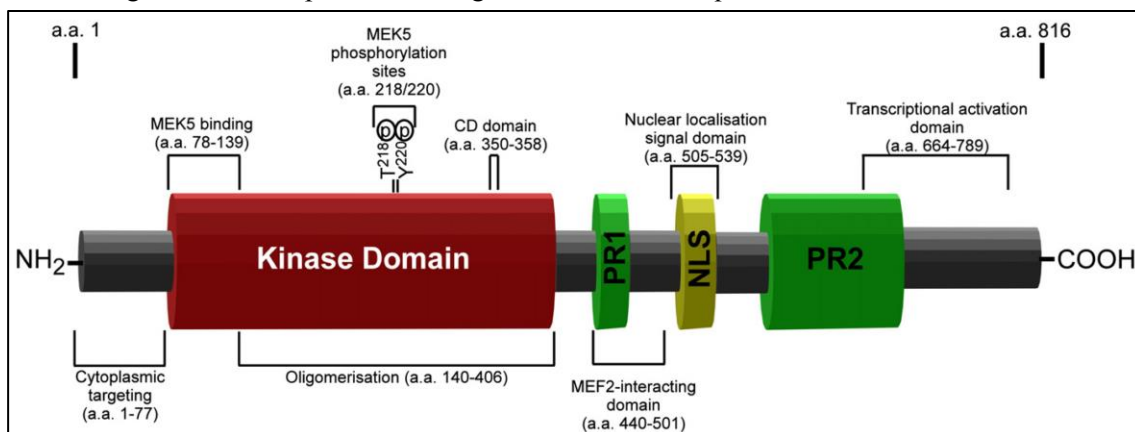 a.a. 1
a.a. 816
MEK5
phosphorylation
sites
(a.a. 218/220)
MEK5 binding
(a.a. 78-139)
CD domain
(a.a. 350-358)
Nuclear localisation
signal domain
(a.a. 505-539)
Transcriptional activation
domain
(a.a. 664-789)
p p
T218
Y220
NH2
Kinase Domain
PR1
NLS
PR2
COOH
Cytoplasmic
targeting
(a.a. 1-77)
Oligomerisation (a.a. 140-406)
MEF2-interacting
domain
(a.a. 440-501)